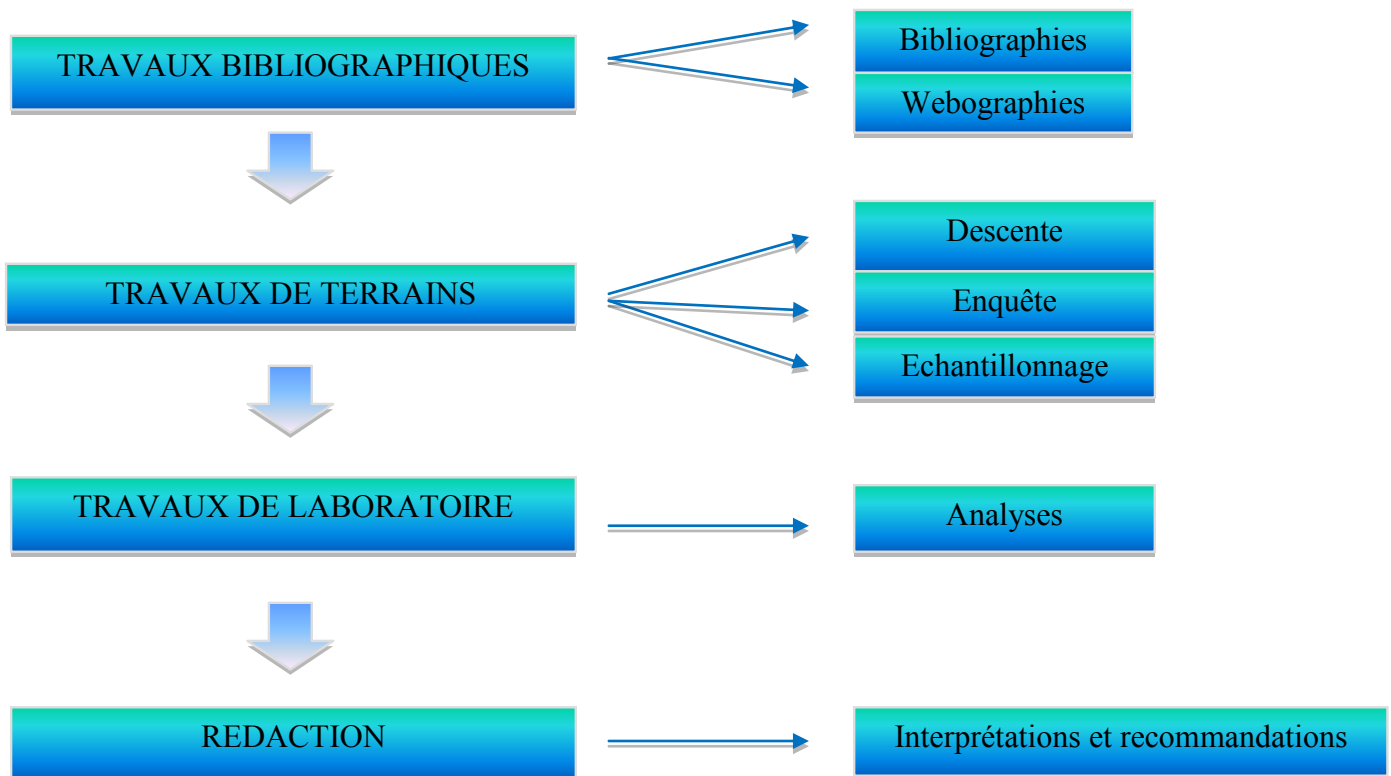 TRAVAUX BIBLIOGRAPHIQUES
Bibliographies
Webographies
TRAVAUX DE TERRAINS
Descente
Enquête
Echantillonnage
TRAVAUX DE LABORATOIRE
Analyses
REDACTION
Interprétations et recommandations